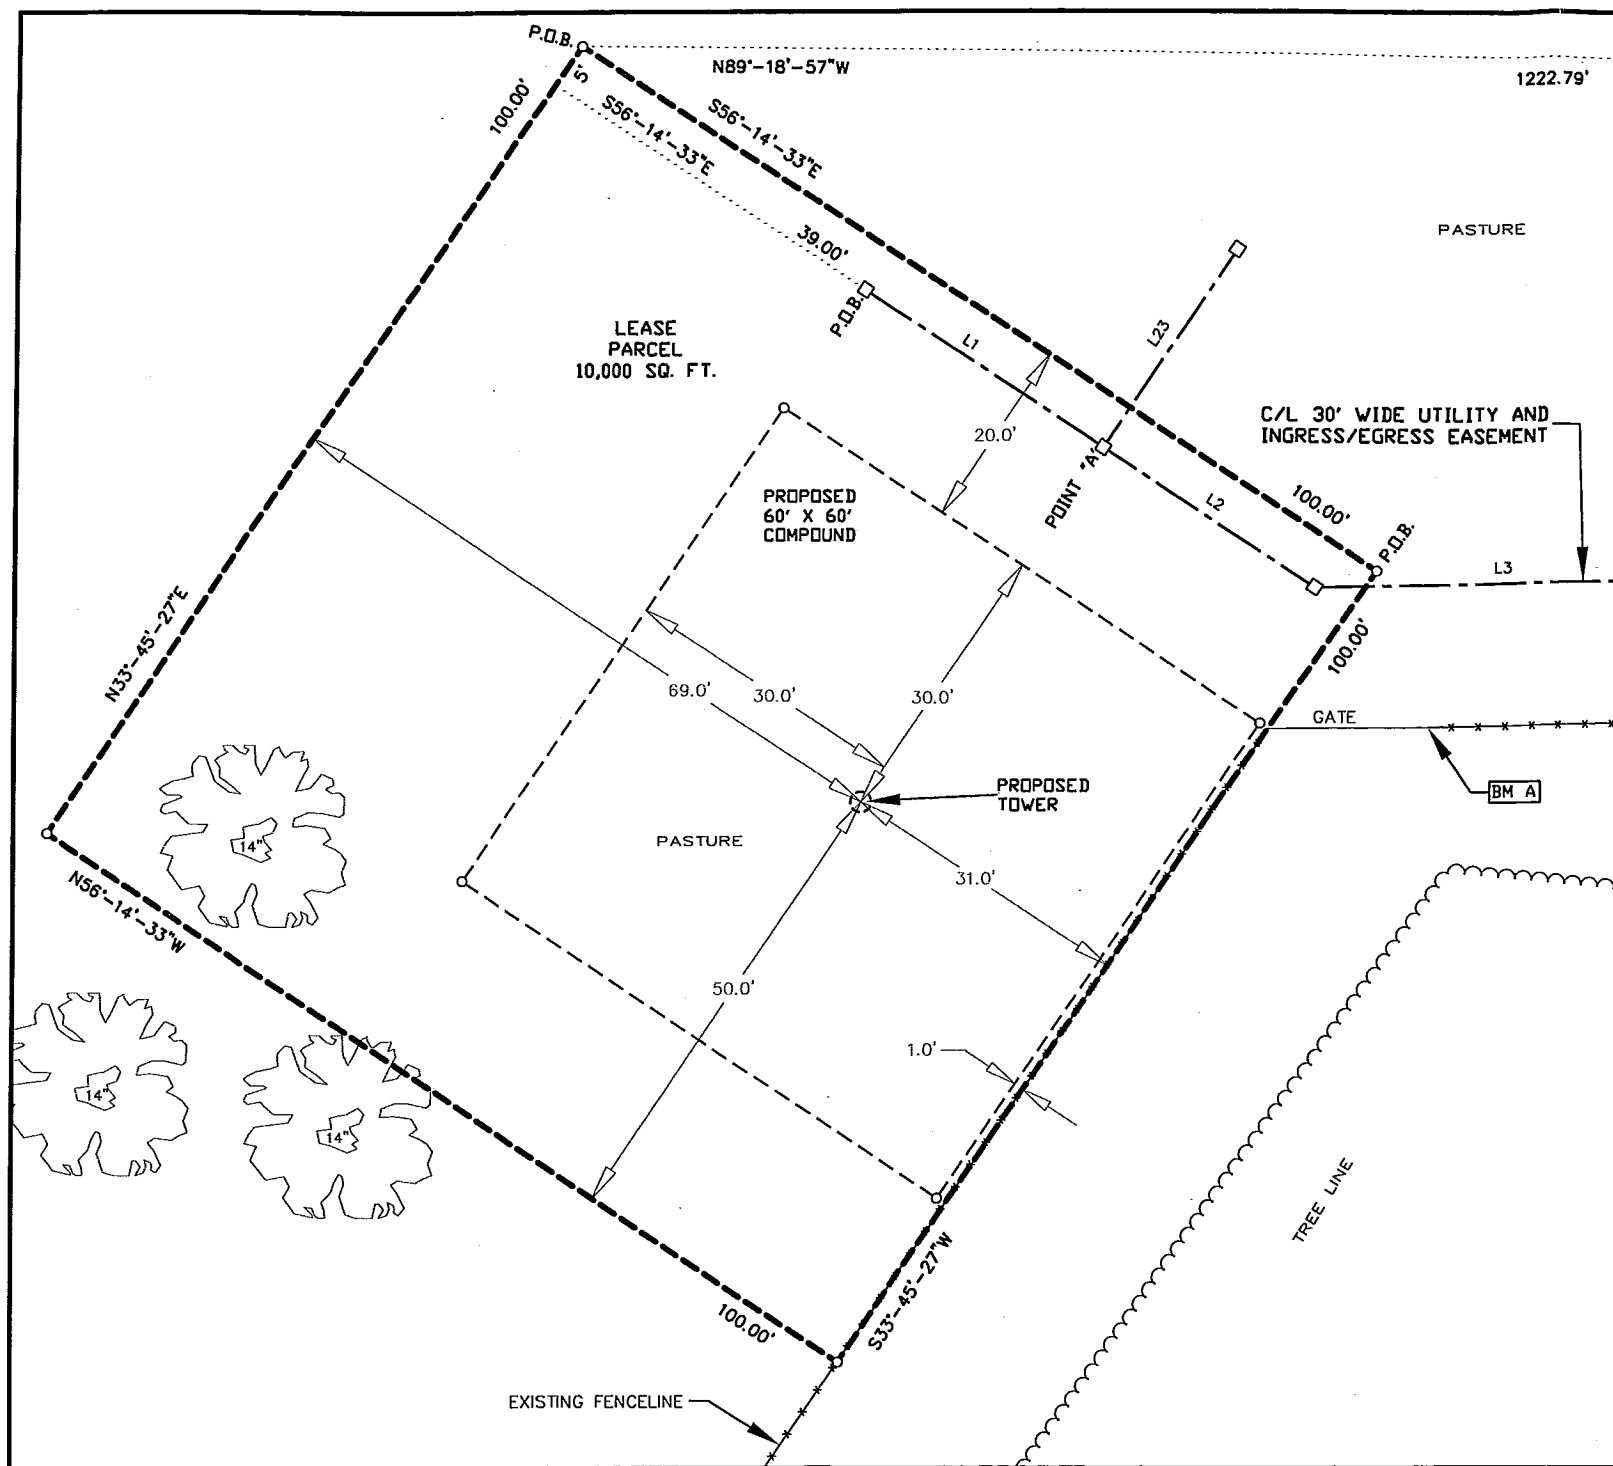 P.O.B.
N89°-18'-57"W
1222.79'
5'
100.00'
S56°-14'-33"E
S56°-14'-33"E
39.00'
PASTURE
P.O.B.
L1
L23
LEASE
PARCEL
10,000 SQ. FT.
C/L 30' WIDE UTILITY AND
INGRESS/EGRESS EASEMENT
20.0'
POINT "A"
L2
100.00'
P.O.B.
L3
PROPOSED
60' X 60'
COMPOUND
N33°-45'-27"E
100.00'
69.0'
30.0'
30.0'
GATE
BM A
PROPOSED
TOWER
PASTURE
14"
31.0'
N56°-14'-33"W
50.0'
1.0'
14"
14"
TREE LINE
S33°-45'-27"W
100.00'
EXISTING FENCELINE